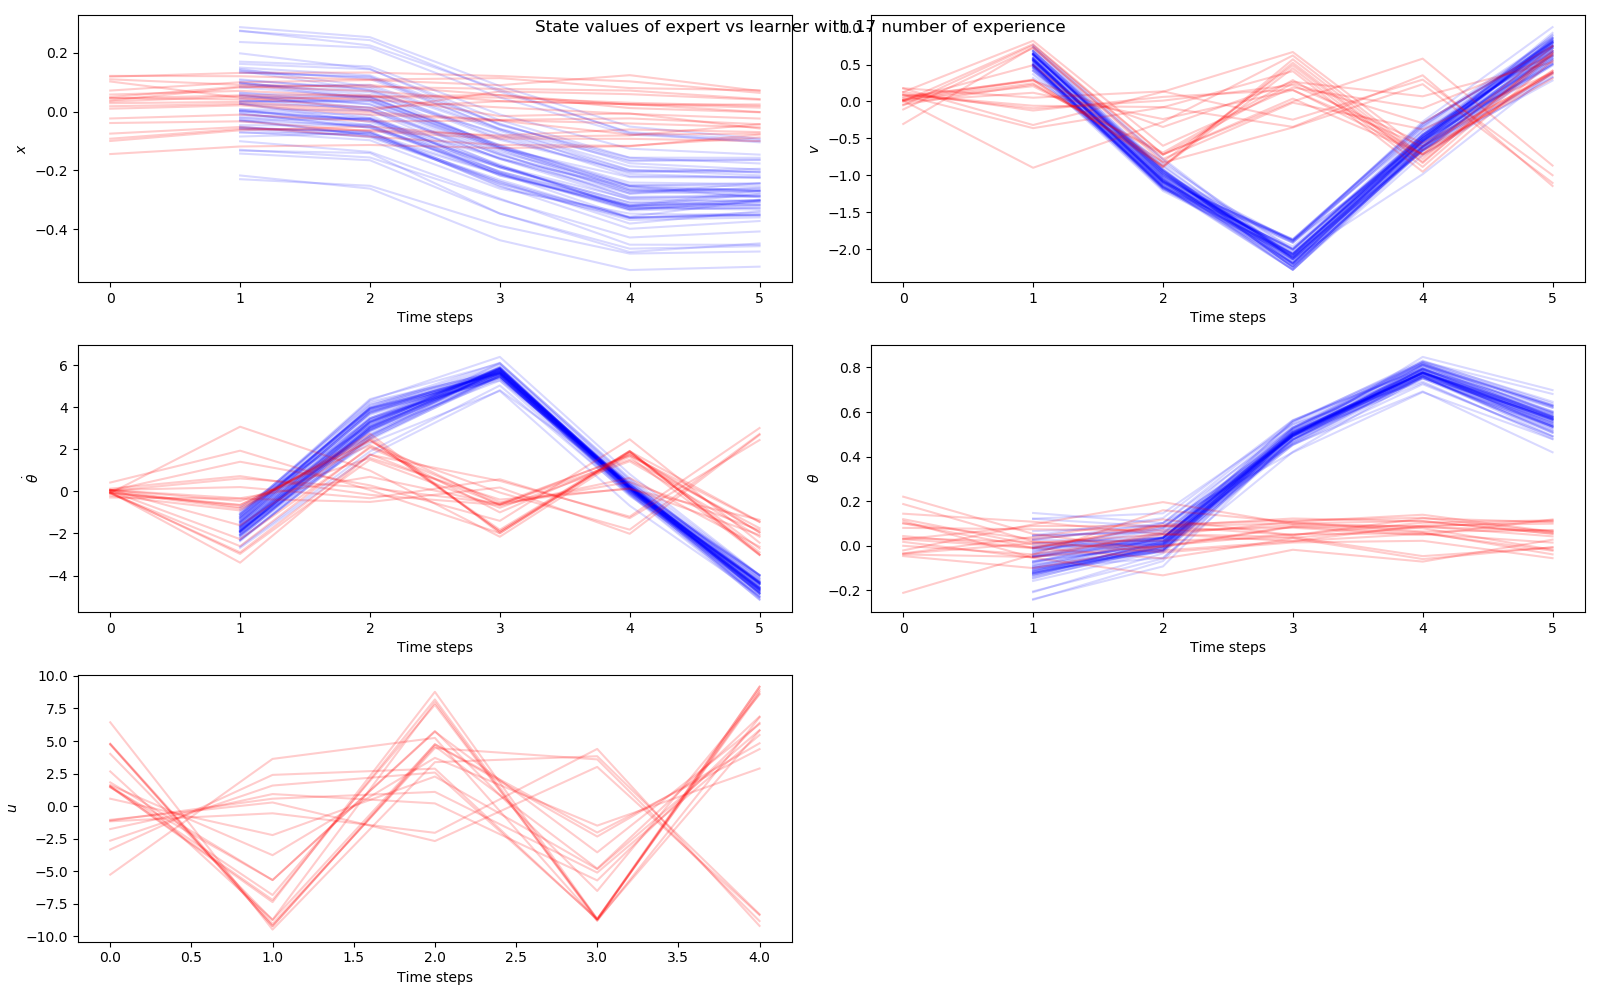 State values of expert vs learner with 17 number of experience
0.2
0.0
−0.2
−0.4
x
0 1 2 3 4 5
Time steps
1.0
0.5
0.0
−0.5
−1.0
−1.5
−2.0
v
0 1 2 3 4 5
Time steps
6
4
2
0
−2
−4
θ̇
0 1 2 3 4 5
Time steps
0.8
0.6
0.4
0.2
0.0
−0.2
θ
0 1 2 3 4 5
Time steps
10.0
7.5
5.0
2.5
0.0
−2.5
−5.0
−7.5
−10.0
u
0.0 0.5 1.0 1.5 2.0 2.5 3.0 3.5 4.0
Time steps